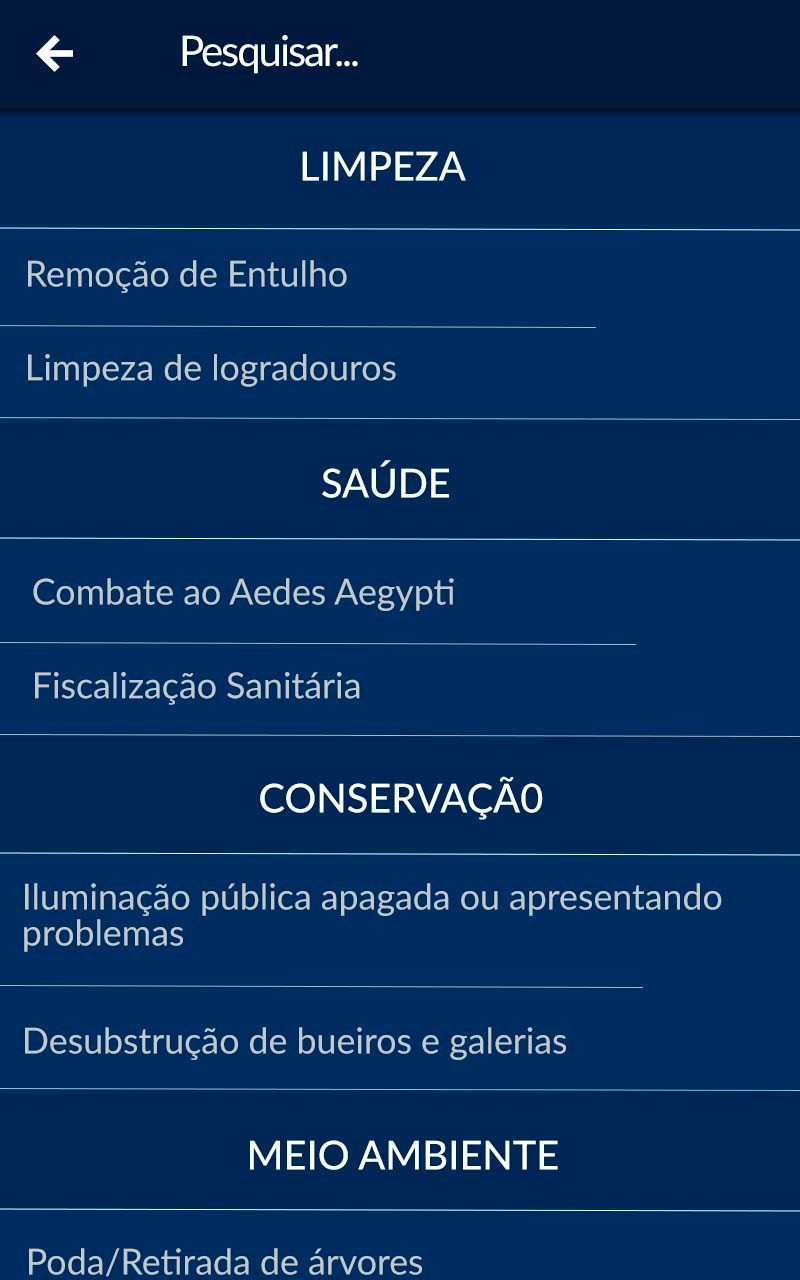 Pesquisar...
LIMPEZA
Remoção de Entulho
Limpeza de logradouros
SAÚDE
Combate ao Aedes Aegypti
Fiscalização Sanitária
CONSERVAÇÃ0
Iluminação pública apagada ou apresentando
problemas
Desubstrução de bueiros e galerias
MEIO AMBIENTE
Poda/Retirada de árvores